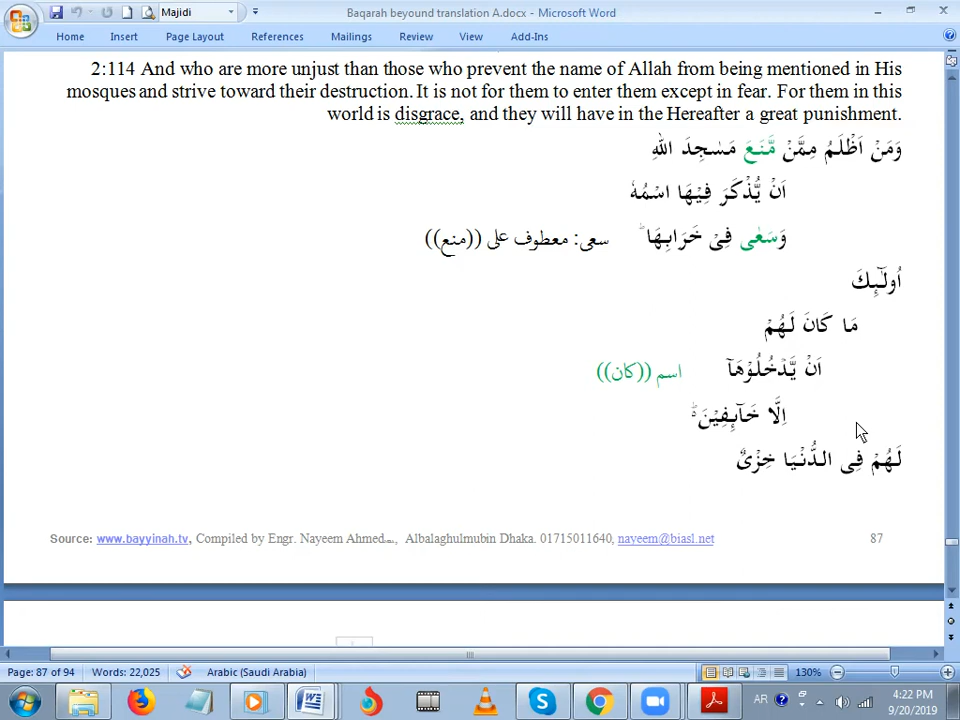 Baqarah beyound translation A.docx - Microsoft Word
Majidi
Home Insert Page Layout References Mailings Review View Add-Ins
2:114 And who are more unjust than those who prevent the name of Allah from being mentioned in His
mosques and strive toward their destruction. It is not for them to enter them except in fear. For them in this
world is disgrace, and they will have in the Hereafter a great punishment.
وَمَنْ اَظْلَمُ مِمَّنْ مَّنَعَ مَسٰجِدَ اللّٰهِ
اَنْ يُّذْكَرَ فِيْهَا اسْمُهٗ
وَسَعٰى فِىْ خَرَابِهَا ؕ سعى: معطوف على ((منع))
اُولٰٓئِكَ
مَا كَانَ لَهُمْ
اَنْ يَّدْخُلُوْهَآ اسم ((كان))
اِلَّا خَآئِفِيْنَ ؕ
لَهُمْ فِى الدُّنْيَا خِزْىٌ
Source: www.bayyinah.tv, Compiled by Engr. Nayeem Ahmed Albalaghulmubin Dhaka. 01715011640, nayeem@biasl.net 87
Page: 87 of 94 Words: 22,025 Arabic (Saudi Arabia) 130%
AR 4:22 PM
9/20/2019